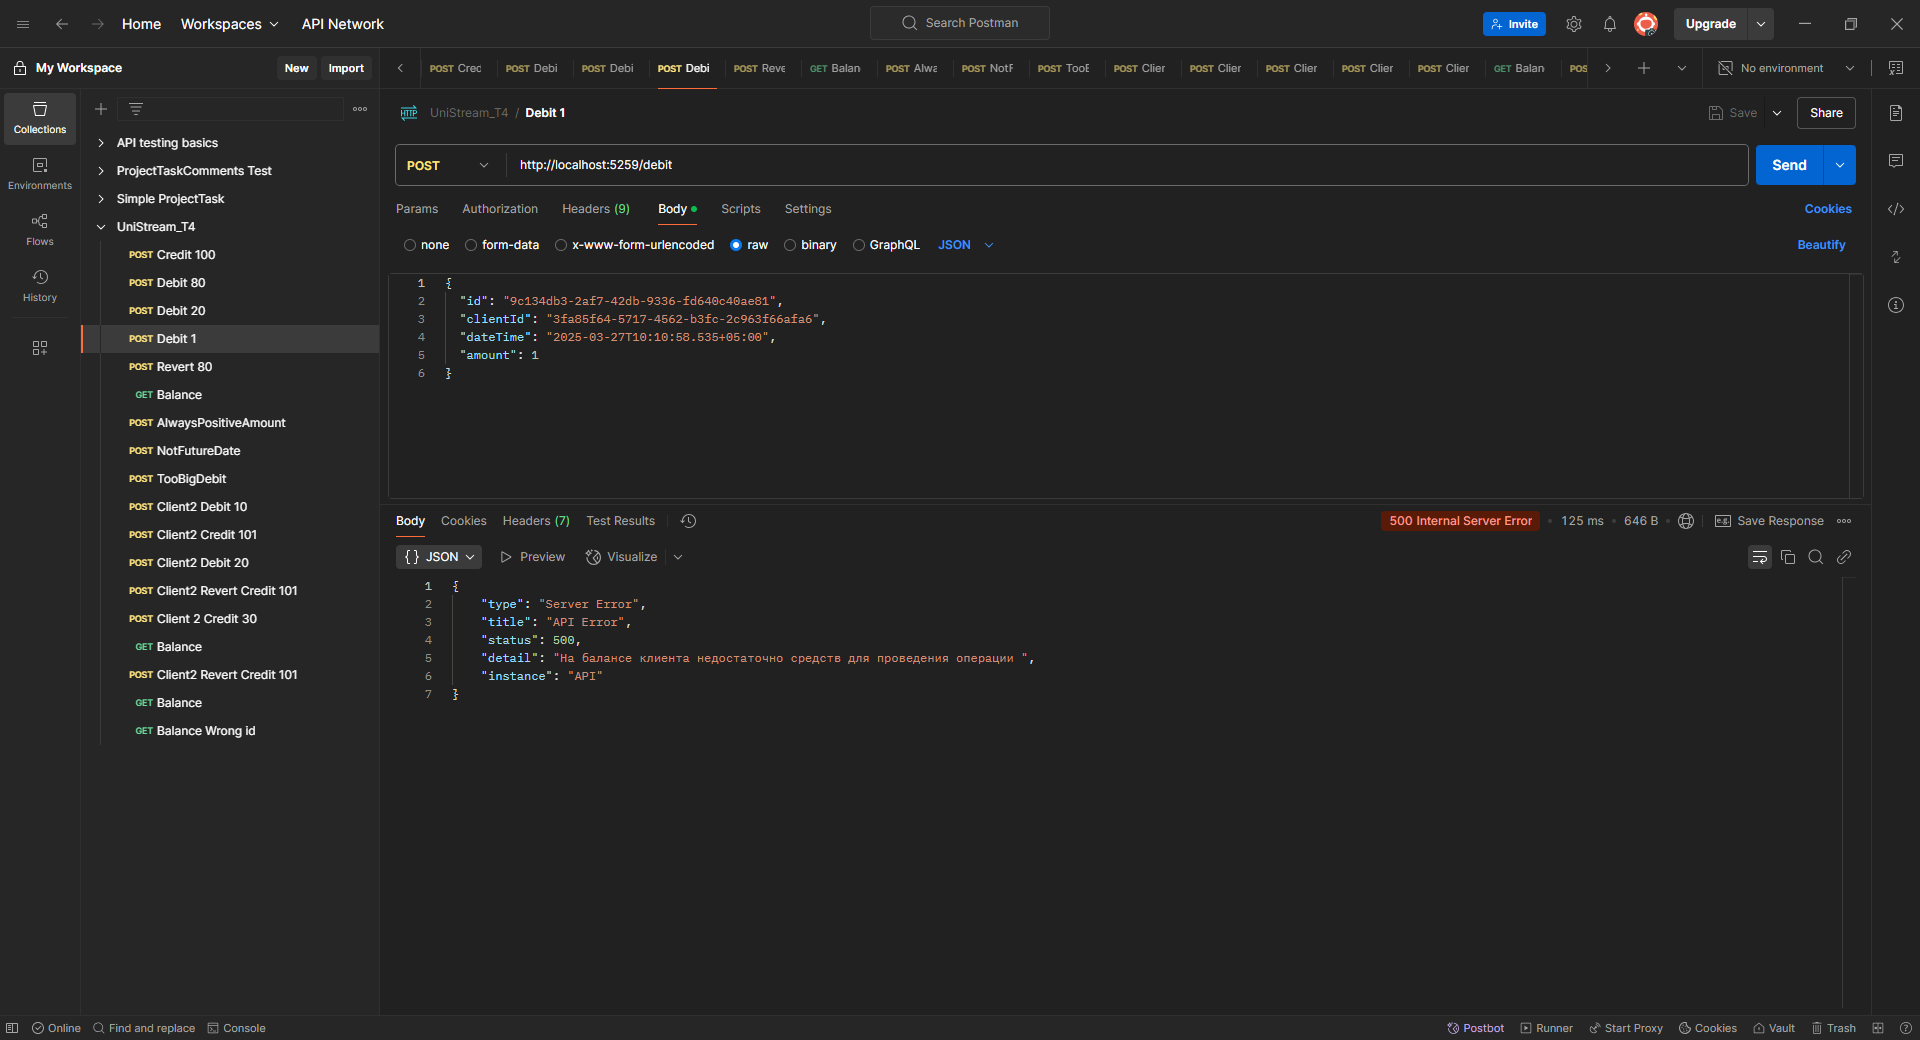 Home Workspaces API Network Search Postman Invite Upgrade
My Workspace New Import
POST Cred POST Debi POST Debi POST Debi POST Reve GET Balan POST Alwa POST NotF POST TooB POST Clier POST Clier POST Clier POST Clier POST Clier GET Balan POS No environment
Collections
Environments
Flows
History
API testing basics
ProjectTaskComments Test
Simple ProjectTask
UniStream_T4
POST Credit 100
POST Debit 80
POST Debit 20
POST Debit 1
POST Revert 80
GET Balance
POST AlwaysPositiveAmount
POST NotFutureDate
POST TooBigDebit
POST Client2 Debit 10
POST Client2 Credit 101
POST Client2 Debit 20
POST Client2 Revert Credit 101
POST Client 2 Credit 30
GET Balance
POST Client2 Revert Credit 101
GET Balance
GET Balance Wrong id
HTTP UniStream_T4 / Debit 1 Save Share
POST http://localhost:5259/debit Send
Params Authorization Headers (9) Body Scripts Settings Cookies
none form-data x-www-form-urlencoded raw binary GraphQL JSON Beautify
1 {
2 "id": "9c134db3-2af7-42db-9336-fd640c40ae81",
3 "clientId": "3fa85f64-5717-4562-b3fc-2c963f66afa6",
4 "dateTime": "2025-03-27T10:10:58.535+05:00",
5 "amount": 1
6 }
Body Cookies Headers (7) Test Results 500 Internal Server Error • 125 ms • 646 B e.g. Save Response
{} JSON Preview Visualize
1 {
2 "type": "Server Error",
3 "title": "API Error",
4 "status": 500,
5 "detail": "На балансе клиента недостаточно средств для проведения операции ",
6 "instance": "API"
7 }
Online Find and replace Console Postbot Runner Start Proxy Cookies Vault Trash